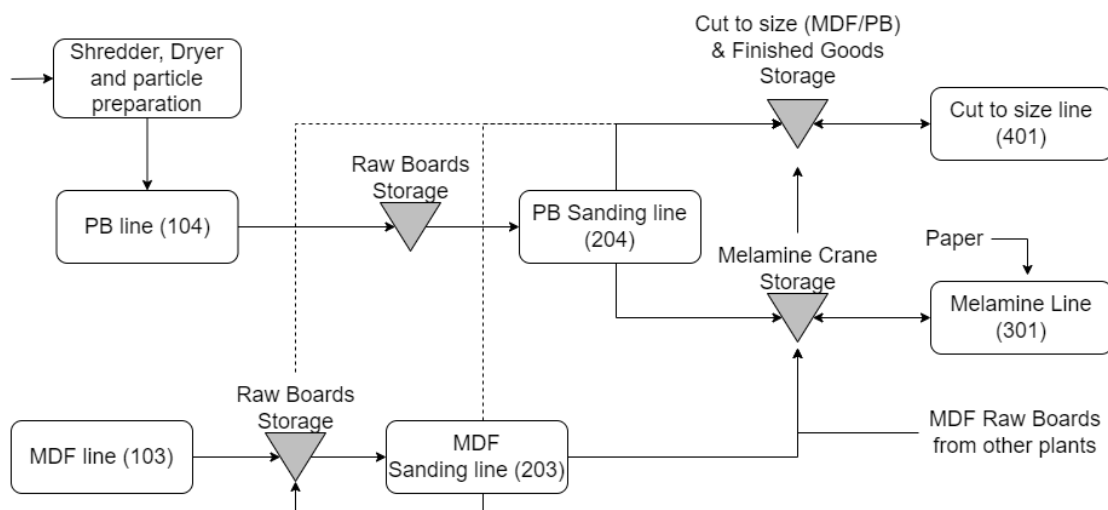 Cut to size (MDF/PB)
& Finished Goods
Storage
Shredder, Dryer
and particle
preparation
Cut to size line
(401)
Raw Boards
Storage
PB line (104)
PB Sanding line
(204)
Paper
Melamine Crane
Storage
Melamine Line
(301)
Raw Boards
Storage
MDF line (103)
MDF
Sanding line (203)
MDF Raw Boards
from other plants